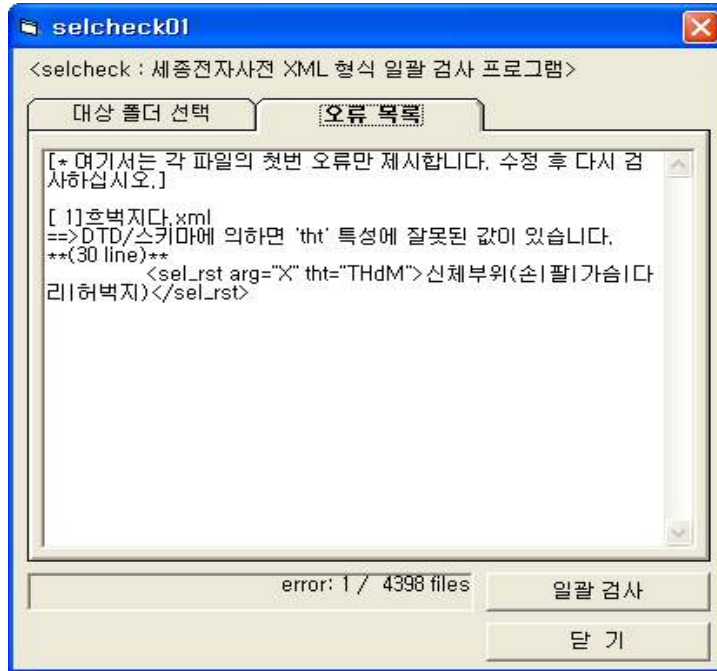 selcheck01
<selcheck : 세종전자사전 XML 형식 일괄 검사 프로그램>
대상 폴더 선택
오류 목록
[* 여기서는 각 파일의 첫번 오류만 제시합니다. 수정 후 다시 검
사하십시오.]
[ 1]흐벅지다.xml
==>DTD/스키마에 의하면 'tht' 특성에 잘못된 값이 있습니다.
**(30 line)**
<sel_rst arg="X" tht="THdM">신체부위(손|팔|가슴|다
리|허벅지)</sel_rst>
error: 1 / 4398 files
일괄 검사
닫 기